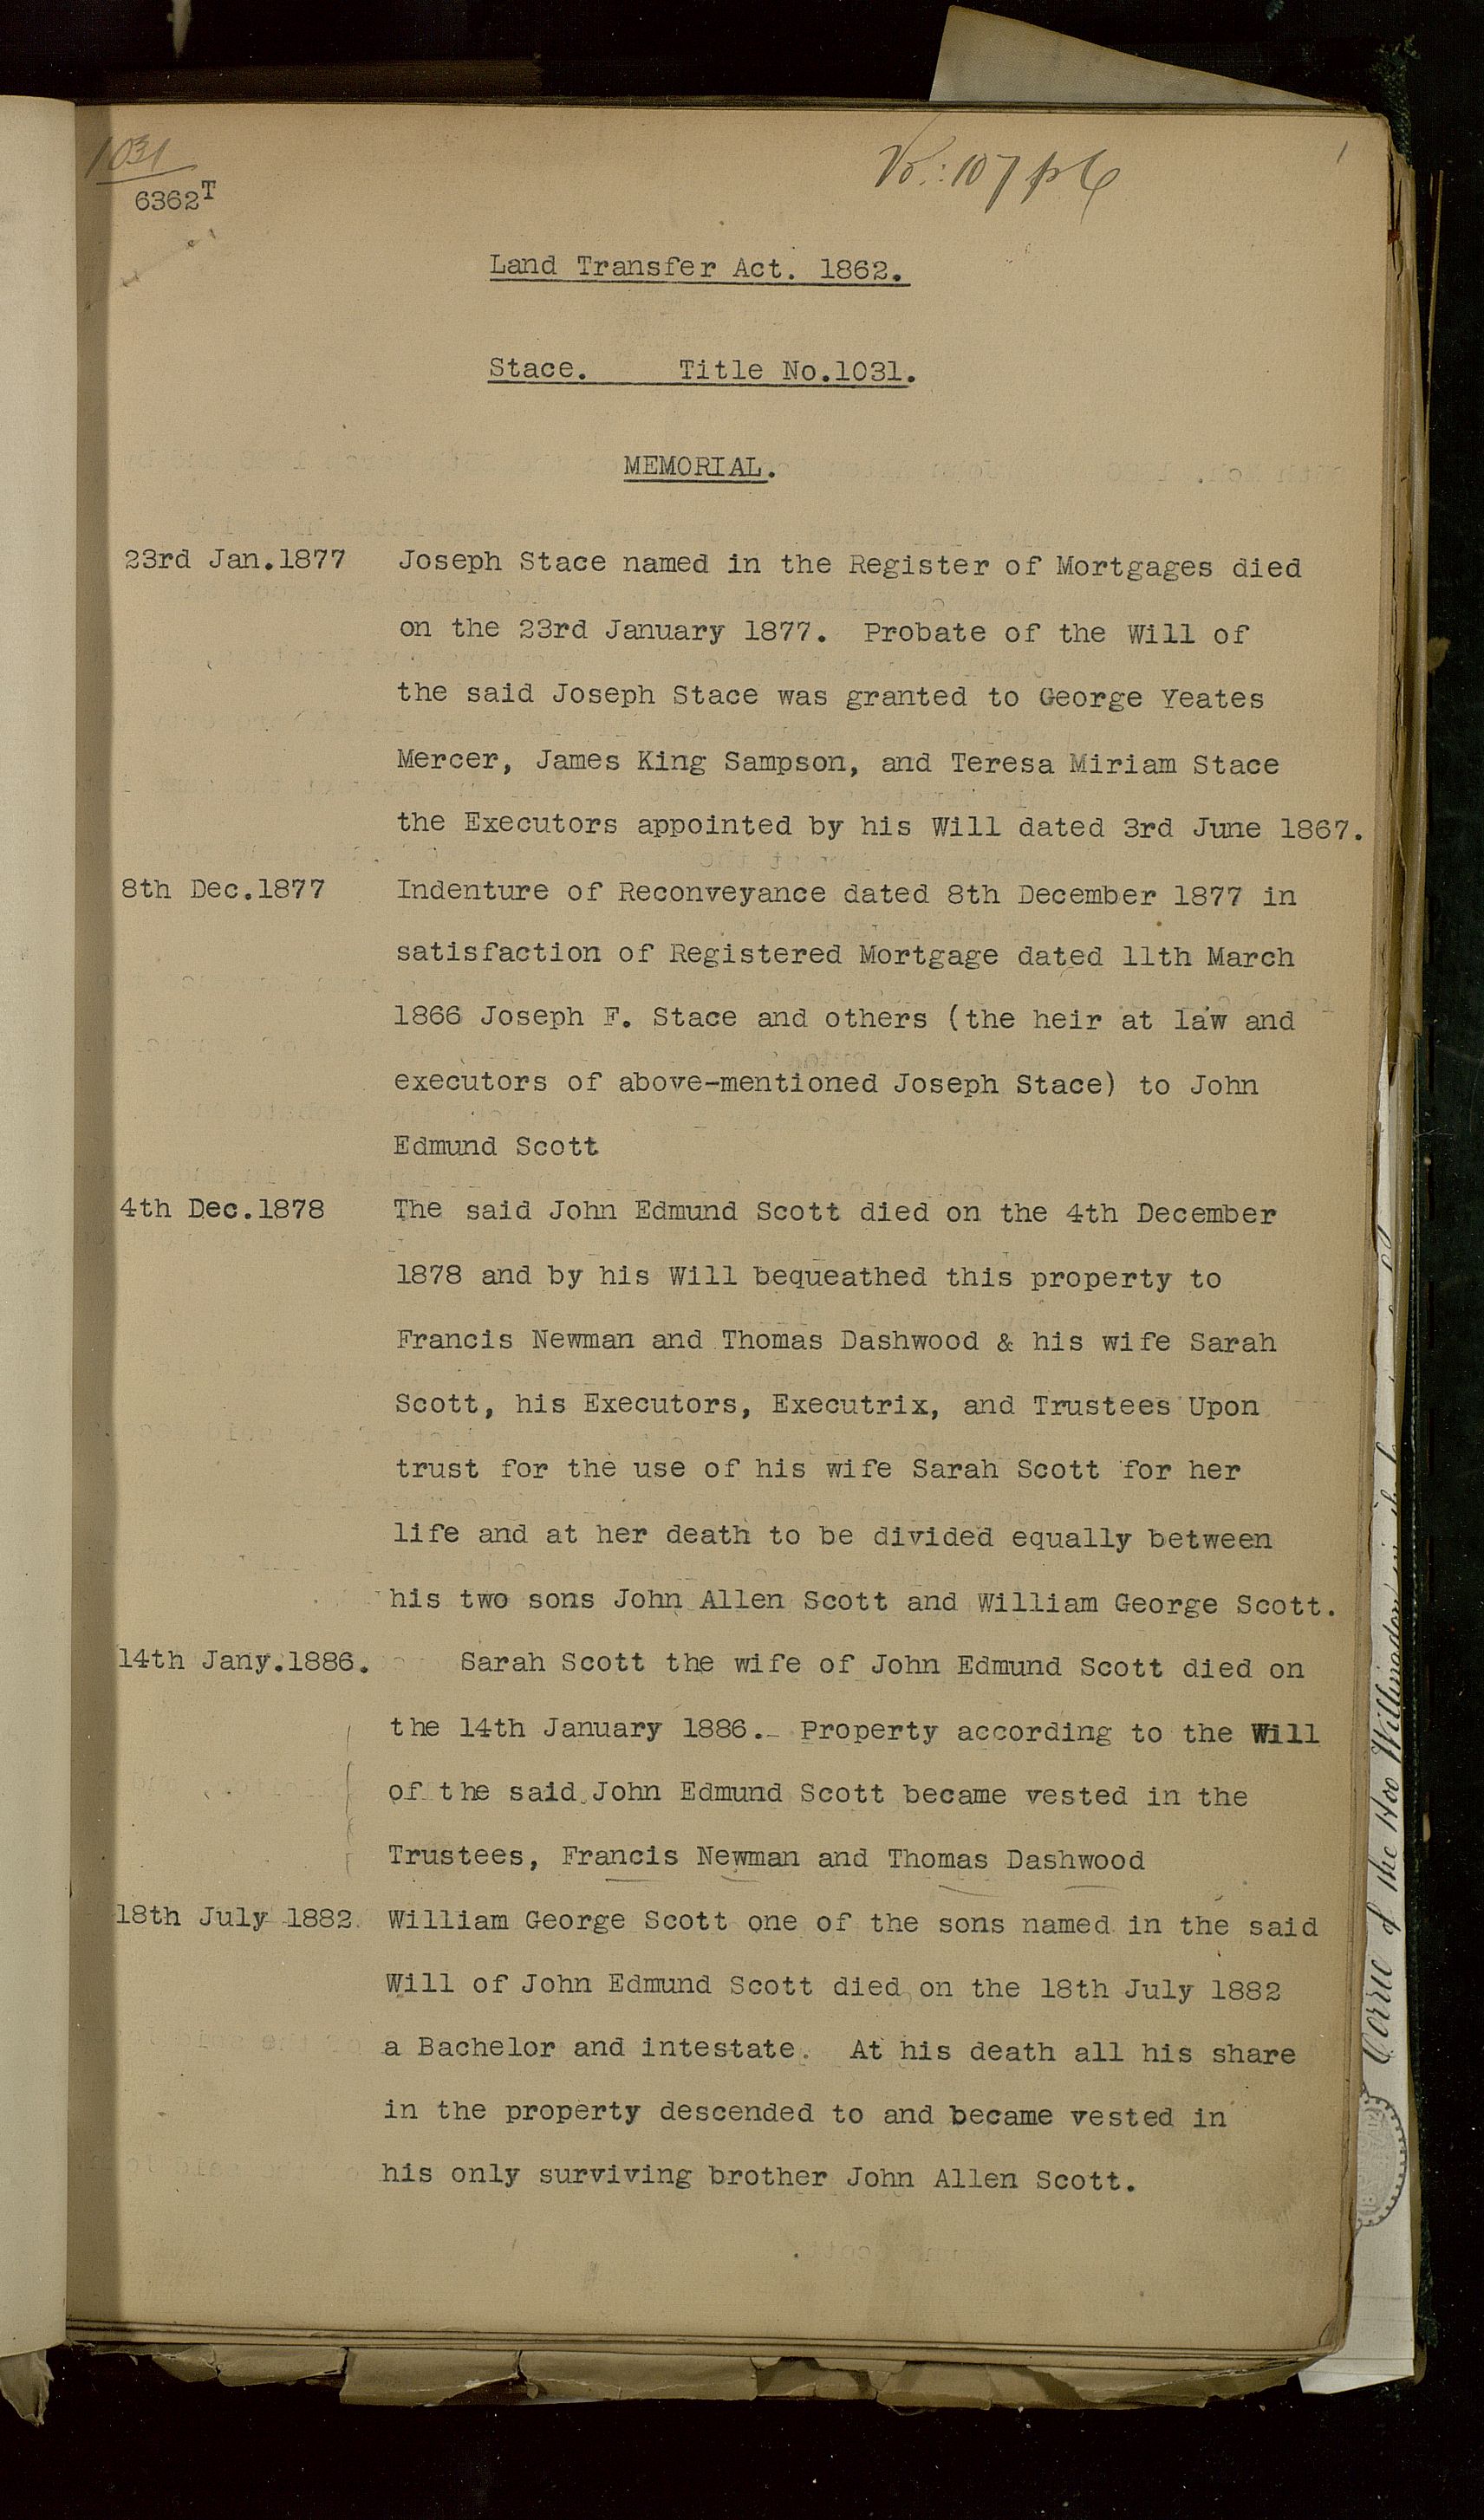 1031
6362T
V.: 107 p 6
1
Land Transfer Act. 1862.
Stace. Title No.1031.
MEMORIAL.
23rd Jan.1877 Joseph Stace named in the Register of Mortgages died
on the 23rd January 1877. Probate of the Will of
the said Joseph Stace was granted to George Yeates
Mercer, James King Sampson, and Teresa Miriam Stace
the Executors appointed by his Will dated 3rd June 1867.
8th Dec.1877 Indenture of Reconveyance dated 8th December 1877 in
satisfaction of Registered Mortgage dated 11th March
1866 Joseph F. Stace and others (the heir at law and
executors of above-mentioned Joseph Stace) to John
Edmund Scott
4th Dec.1878 The said John Edmund Scott died on the 4th December
1878 and by his Will bequeathed this property to
Francis Newman and Thomas Dashwood & his wife Sarah
Scott, his Executors, Executrix, and Trustees Upon
trust for the use of his wife Sarah Scott for her
life and at her death to be divided equally between
his two sons John Allen Scott and William George Scott.
14th Jany.1886. Sarah Scott the wife of John Edmund Scott died on
the 14th January 1886.- Property according to the Will
of the said John Edmund Scott became vested in the
Trustees, Francis Newman and Thomas Dashwood
18th July 1882 William George Scott one of the sons named in the said
Will of John Edmund Scott died on the 18th July 1882
a Bachelor and intestate. At his death all his share
in the property descended to and became vested in
his only surviving brother John Allen Scott.
Corrie of the Hoo Willingdon in the